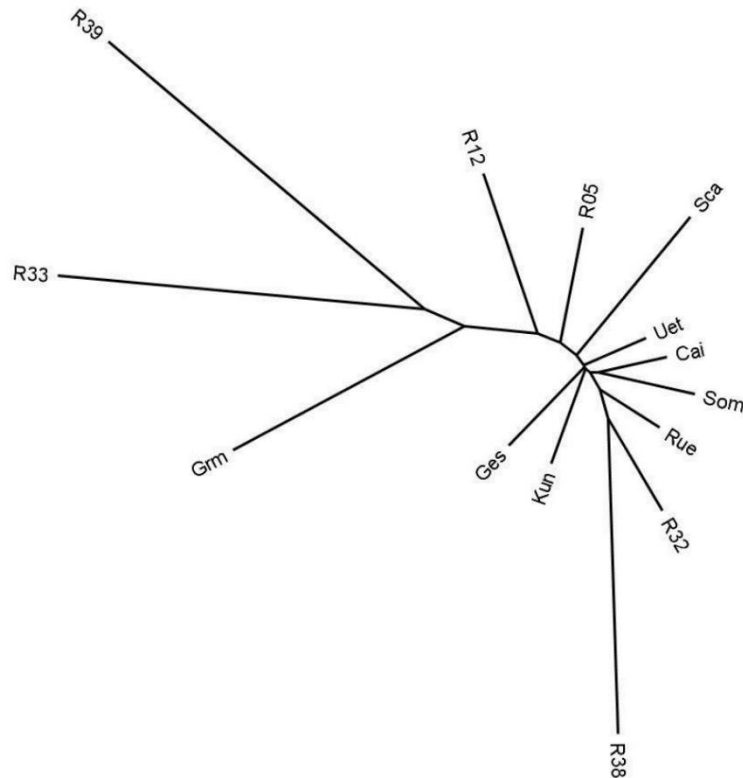 R39
R12
R05
Sca
R33
Uet
Cai
Som
Rue
Grm
Ges
Kun
R32
R38